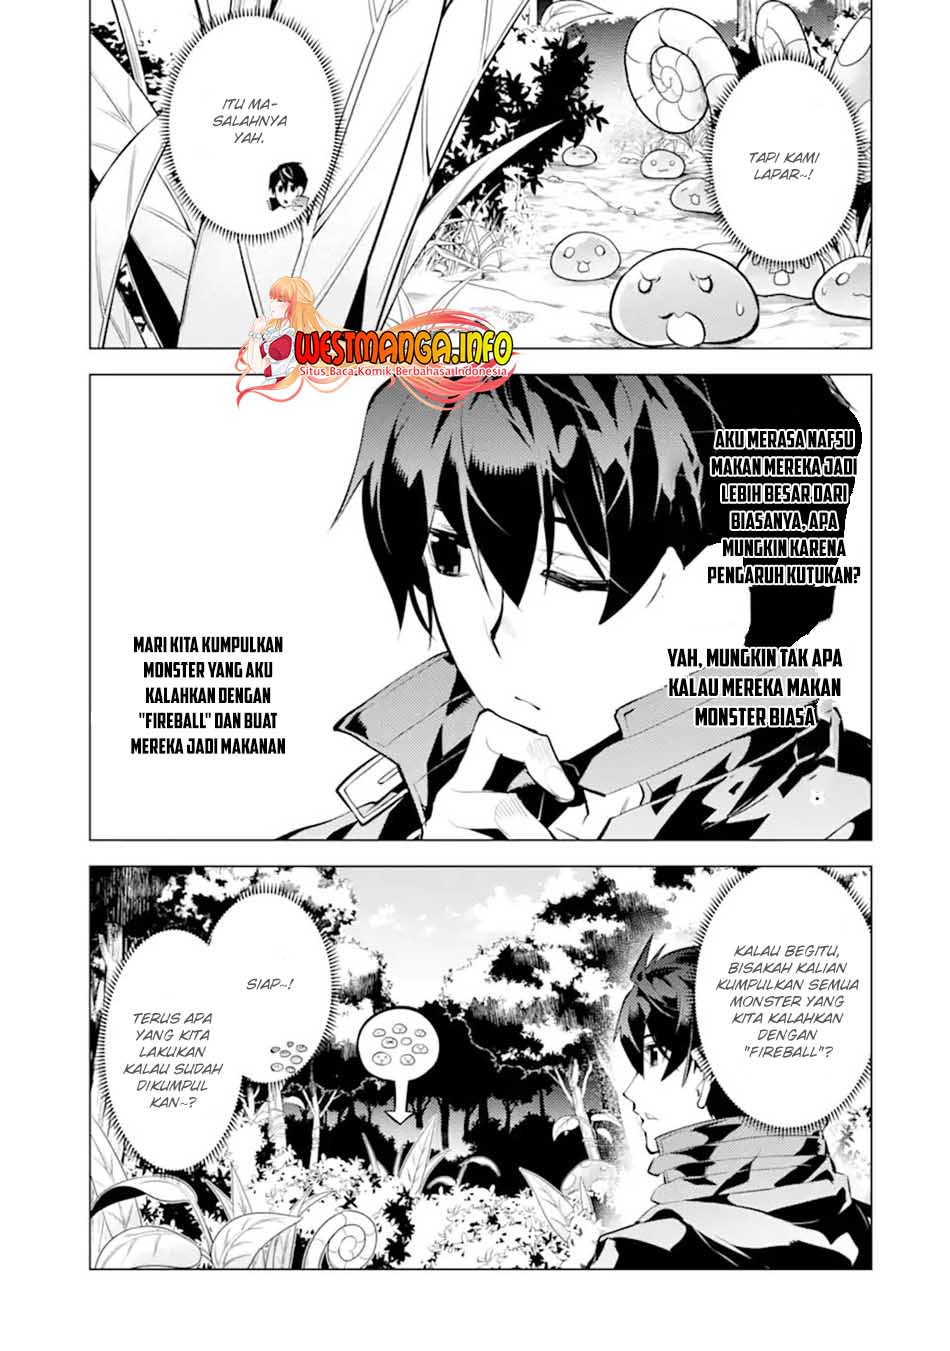 TAPI KAMI
LAPAR~!
ITU MA-
SALAHNYA
YAH.
WESTMANGA.INFO
Situs Baca Komik Berbahasa Indonesia
AKU MERASA NAFSU
MAKAN MEREKA JADI
LEBIH BESAR DARI
BIASANYA, APA
MUNGKIN KARENA
PENGARUH KUTUKAN?
YAH, MUNGKIN TAK APA
KALAU MEREKA MAKAN
MONSTER BIASA
MARI KITA KUMPULKAN
MONSTER YANG AKU
KALAHKAN DENGAN
"FIREBALL" DAN BUAT
MEREKA JADI MAKANAN
KALAU BEGITU,
BISAKAH KALIAN
KUMPULKAN SEMUA
MONSTER YANG
KITA KALAHKAN
DENGAN
"FIREBALL"?
SIAP~!
TERUS APA
YANG KITA
LAKUKAN
KALAU SUDAH
DIKUMPUL
KAN~?